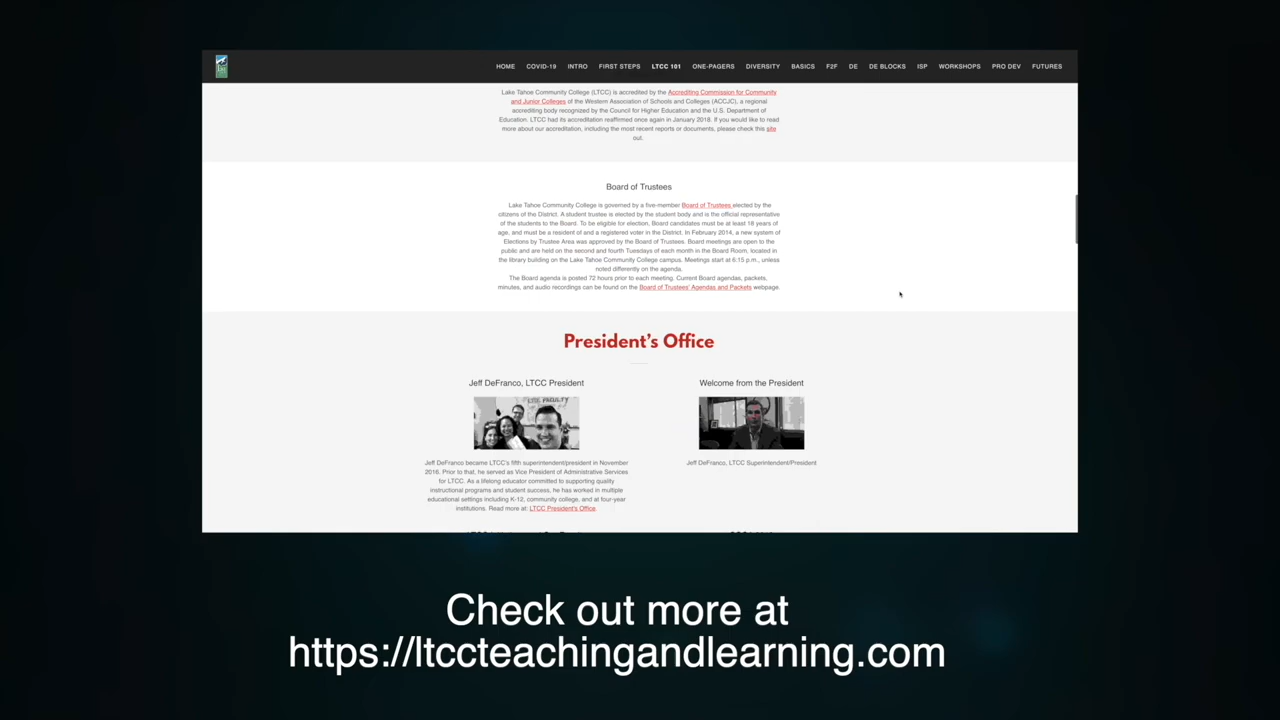 HOME COVID-19 INTRO FIRST STEPS LTCC 101 ONE-PAGERS DIVERSITY BASICS F2F DE DE BLOCKS ISP WORKSHOPS PRO DEV FUTURES
Lake Tahoe Community College (LTCC) is accredited by the Accrediting Commission for Community
and Junior Colleges of the Western Association of Schools and Colleges (ACCJC), a regional
accrediting body recognized by the Council for Higher Education and the U.S. Department of
Education. LTCC had its accreditation reaffirmed once again in January 2018. If you would like to read
more about our accreditation, including the most recent reports or documents, please check this site
out.
Board of Trustees
Lake Tahoe Community College is governed by a five-member Board of Trustees elected by the
citizens of the District. A student trustee is elected by the student body and is the official representative
of the students to the Board. To be eligible for election, Board candidates must be at least 18 years of
age, and must be a resident of and a registered voter in the District. In February 2014, a new system of
Elections by Trustee Area was approved by the Board of Trustees. Board meetings are open to the
public and are held on the second and fourth Tuesdays of each month in the Board Room, located in
the library building on the Lake Tahoe Community College campus. Meetings start at 6:15 p.m., unless
noted differently on the agenda.
The Board agenda is posted 72 hours prior to each meeting. Current Board agendas, packets,
minutes, and audio recordings can be found on the Board of Trustees' Agendas and Packets webpage.
President's Office
Jeff DeFranco, LTCC President
Jeff DeFranco became LTCC's fifth superintendent/president in November
2016. Prior to that, he served as Vice President of Administrative Services
for LTCC. As a lifelong educator committed to supporting quality
instructional programs and student success, he has worked in multiple
educational settings including K-12, community college, and at four-year
institutions. Read more at: LTCC President's Office.
Welcome from the President
Jeff DeFranco, LTCC Superintendent/President
Check out more at
https://ltccteachingandlearning.com